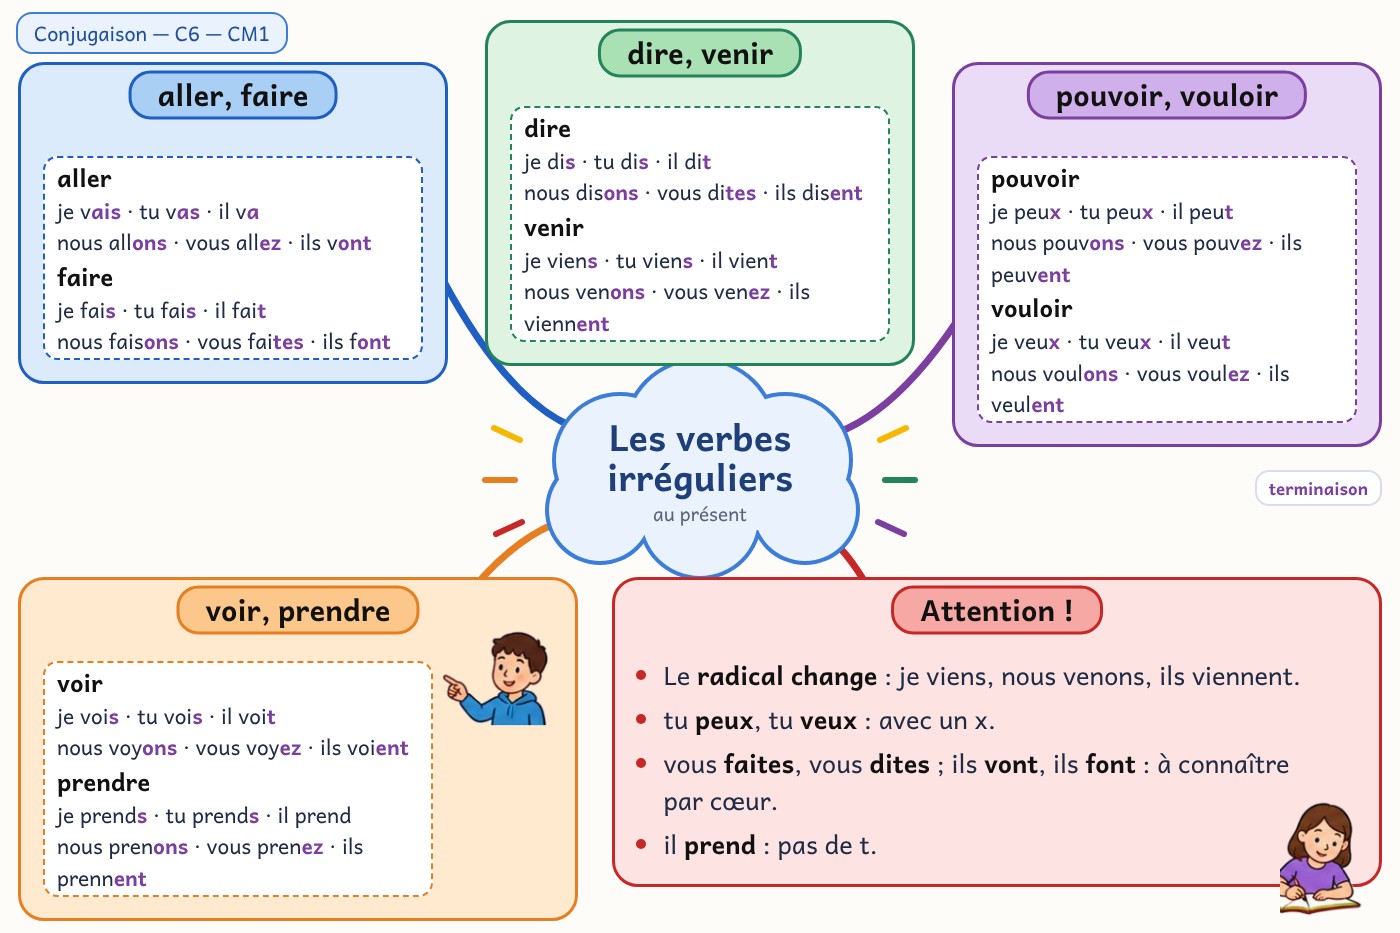 Conjugaison — C6 — CM1
aller, faire
aller
je vais · tu vas · il va
nous allons · vous allez · ils vont
faire
je fais · tu fais · il fait
nous faisons · vous faites · ils font
dire, venir
dire
je dis · tu dis · il dit
nous disons · vous dites · ils disent
venir
je viens · tu viens · il vient
nous venons · vous venez · ils
viennent
pouvoir, vouloir
pouvoir
je peux · tu peux · il peut
nous pouvons · vous pouvez · ils
peuvent
vouloir
je veux · tu veux · il veut
nous voulons · vous voulez · ils
veulent
Les verbes
irréguliers
au présent
terminaison
voir, prendre
voir
je vois · tu vois · il voit
nous voyons · vous voyez · ils voient
prendre
je prends · tu prends · il prend
nous prenons · vous prenez · ils
prennent
Attention !
• Le radical change : je viens, nous venons, ils viennent.
• tu peux, tu veux : avec un x.
• vous faites, vous dites ; ils vont, ils font : à connaître
par cœur.
• il prend : pas de t.